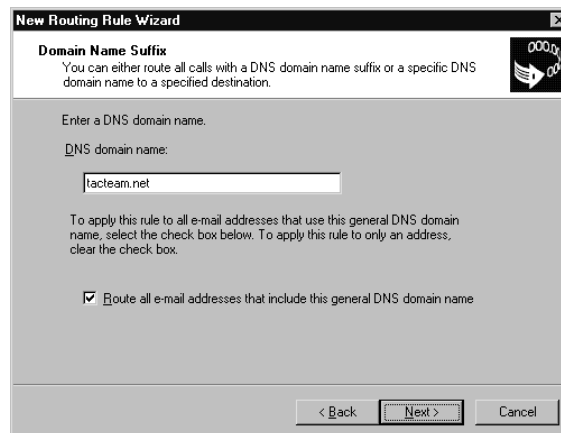 New Routing Rule Wizard
Domain Name Suffix
You can either route all calls with a DNS domain name suffix or a specific DNS
domain name to a specified destination.
Enter a DNS domain name.
DNS domain name:
tacteam.net
To apply this rule to all e-mail addresses that use this general DNS domain
name, select the check box below. To apply this rule to only an address,
clear the check box.
Route all e-mail addresses that include this general DNS domain name
< Back
Next >
Cancel